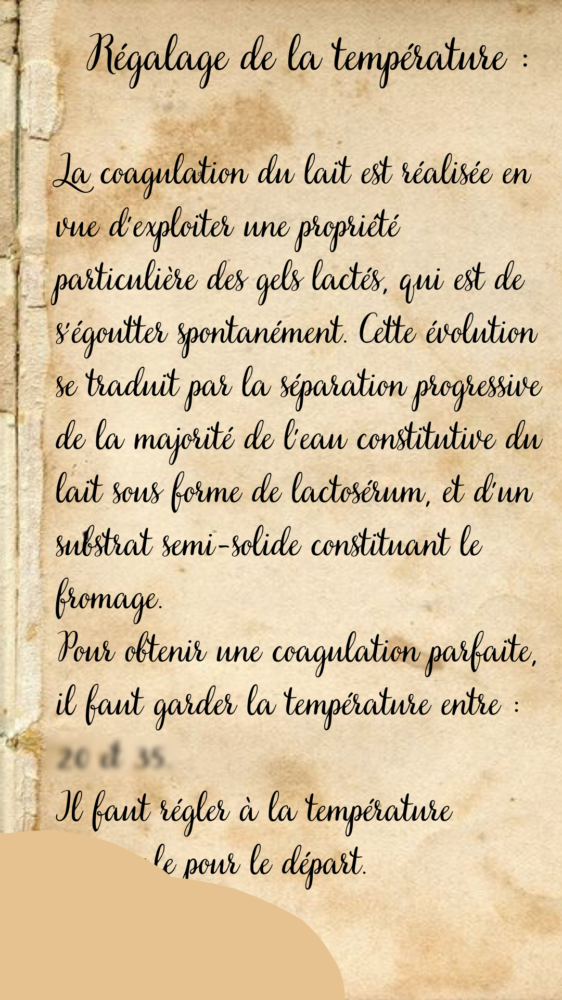 Régalage de la température :
La coagulation du lait est réalisée en
vue d'exploiter une propriété
particulière des gels lactés, qui est de
s'égoutter spontanément. Cette évolution
se traduit par la séparation progressive
de la majorité de l'eau constitutive du
lait sous forme de lactosérum, et d'un
substrat semi-solide constituant le
fromage.
Pour obtenir une coagulation parfaite,
il faut garder la température entre :
20 et 35.
Il faut régler à la température
pour le départ.